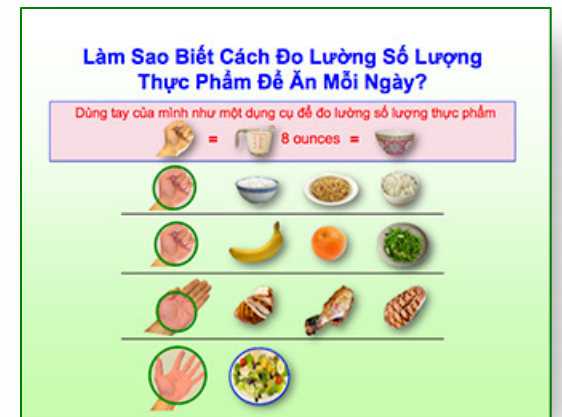 Làm Sao Biết Cách Đo Lường Số Lượng
Thực Phẩm Để Ăn Mỗi Ngày?
Dùng tay của mình như một dụng cụ để đo lường số lượng thực phẩm
= 8 ounces =